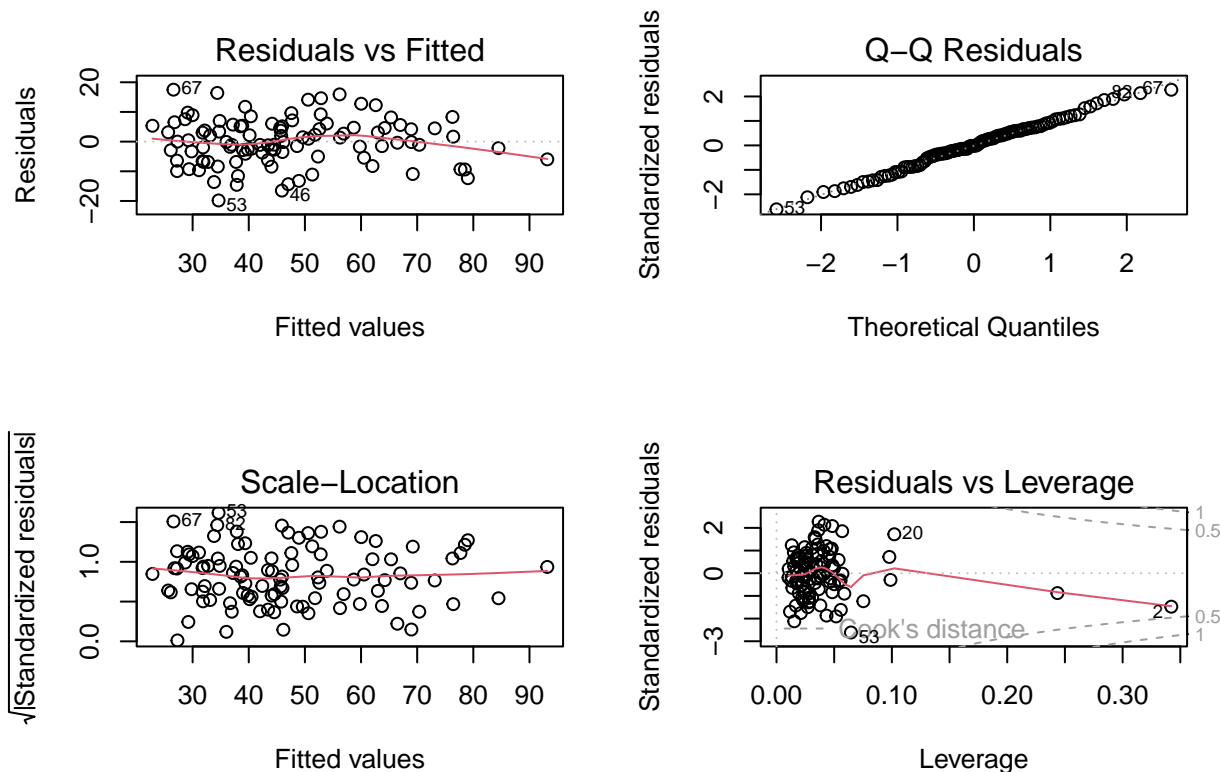 Residuals vs Fitted
Residuals
20
0
−20
67
53
46
30 40 50 60 70 80 90
Fitted values
Q−Q Residuals
Standardized residuals
2
0
−2
53
82
67
−2 −1 0 1 2
Theoretical Quantiles
Scale−Location
√|Standardized residuals|
1.0
0.0
67
53
82
30 40 50 60 70 80 90
Fitted values
Residuals vs Leverage
Standardized residuals
2
0
−3
20
2
53
Cook's distance
1
0.5
0.5
1
0.00 0.10 0.20 0.30
Leverage